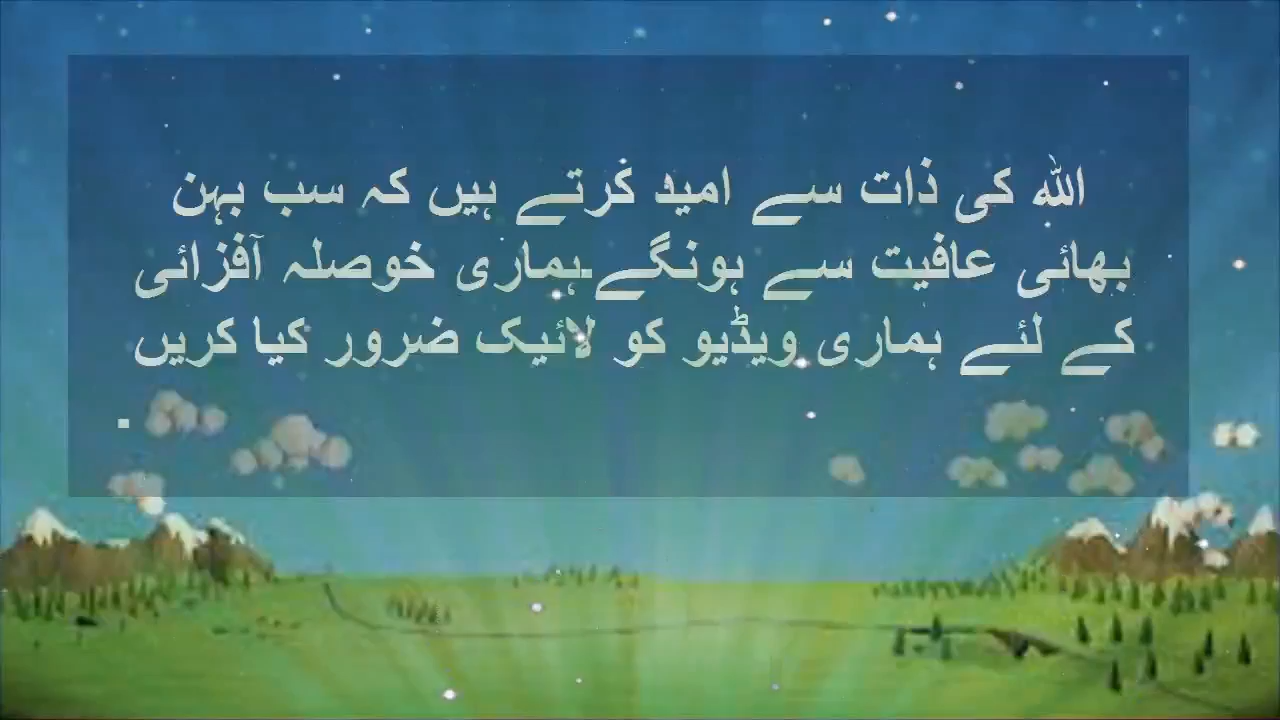 اللہ کی ذات سے امید کرتے ہیں کہ سب بہن
بھائی عافیت سے ہونگے۔ہماری خوصلہ آفزائی
کے لئے ہماری ویڈیو کو لائیک ضرور کیا کریں
۔